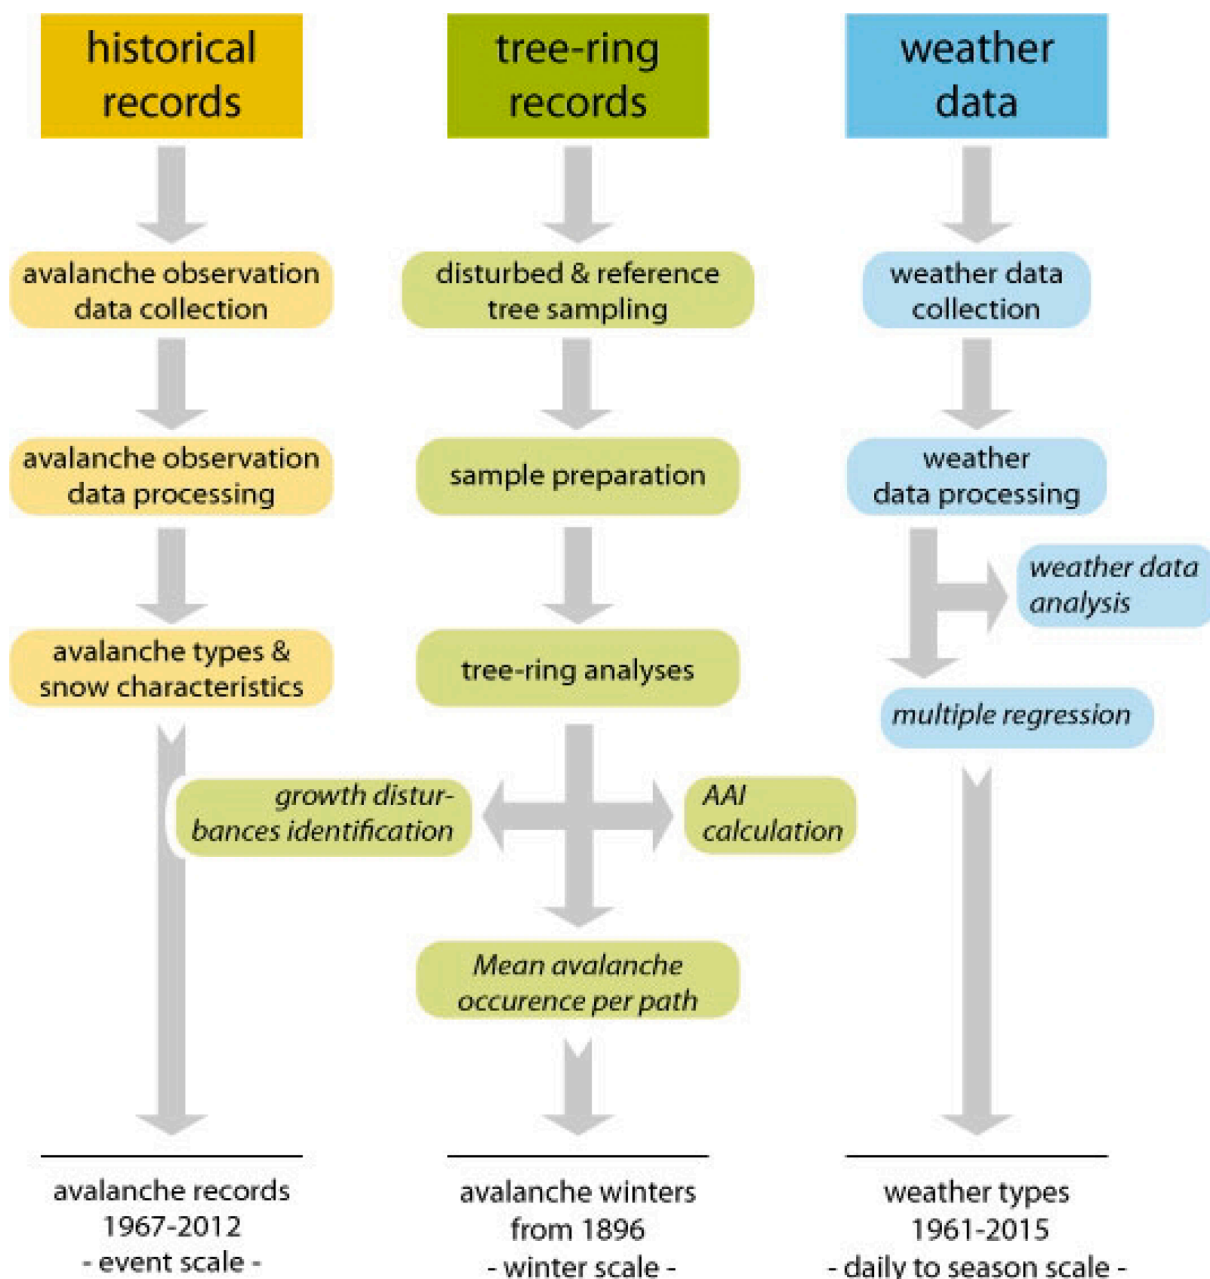 historical
records
avalanche observation
data collection
avalanche observation
data processing
avalanche types &
snow characteristics
avalanche records
1967-2012
- event scale -
tree-ring
records
disturbed & reference
tree sampling
sample preparation
tree-ring analyses
growth distur-
bances identification
AAI
calculation
Mean avalanche
occurence per path
avalanche winters
from 1896
- winter scale -
weather
data
weather data
collection
weather
data processing
weather data
analysis
multiple regression
weather types
1961-2015
- daily to season scale -